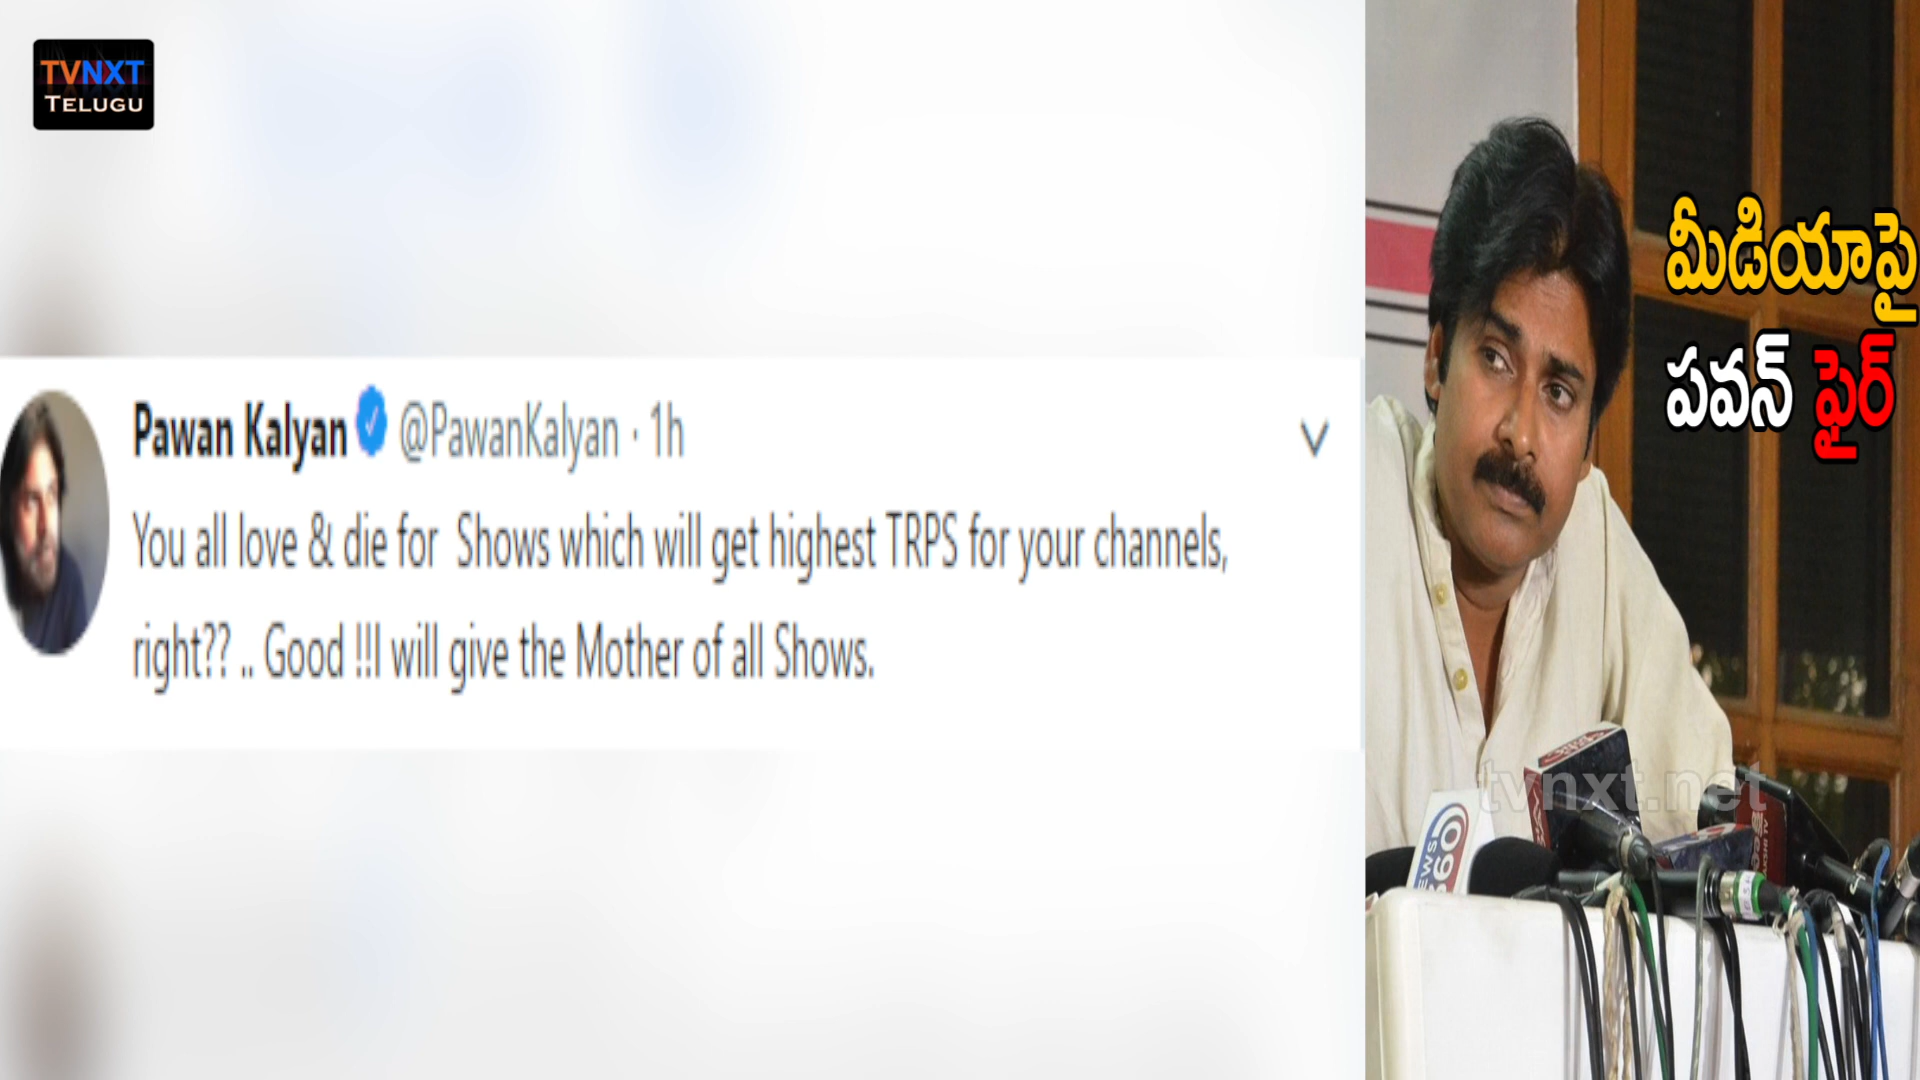 TVNXT
TELUGU
Pawan Kalyan @PawanKalyan · 1h
You all love & die for Shows which will get highest TRPS for your channels,
right?? .. Good !!!I will give the Mother of all Shows.
మీడియాపై
పవన్ ఫైర్
tvnxt.net
NEWS
360